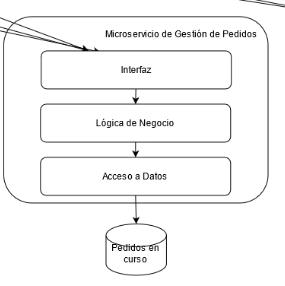 Microservicio de Gestión de Pedidos
Interfaz
Lógica de Negocio
Acceso a Datos
Pedidos en
curso